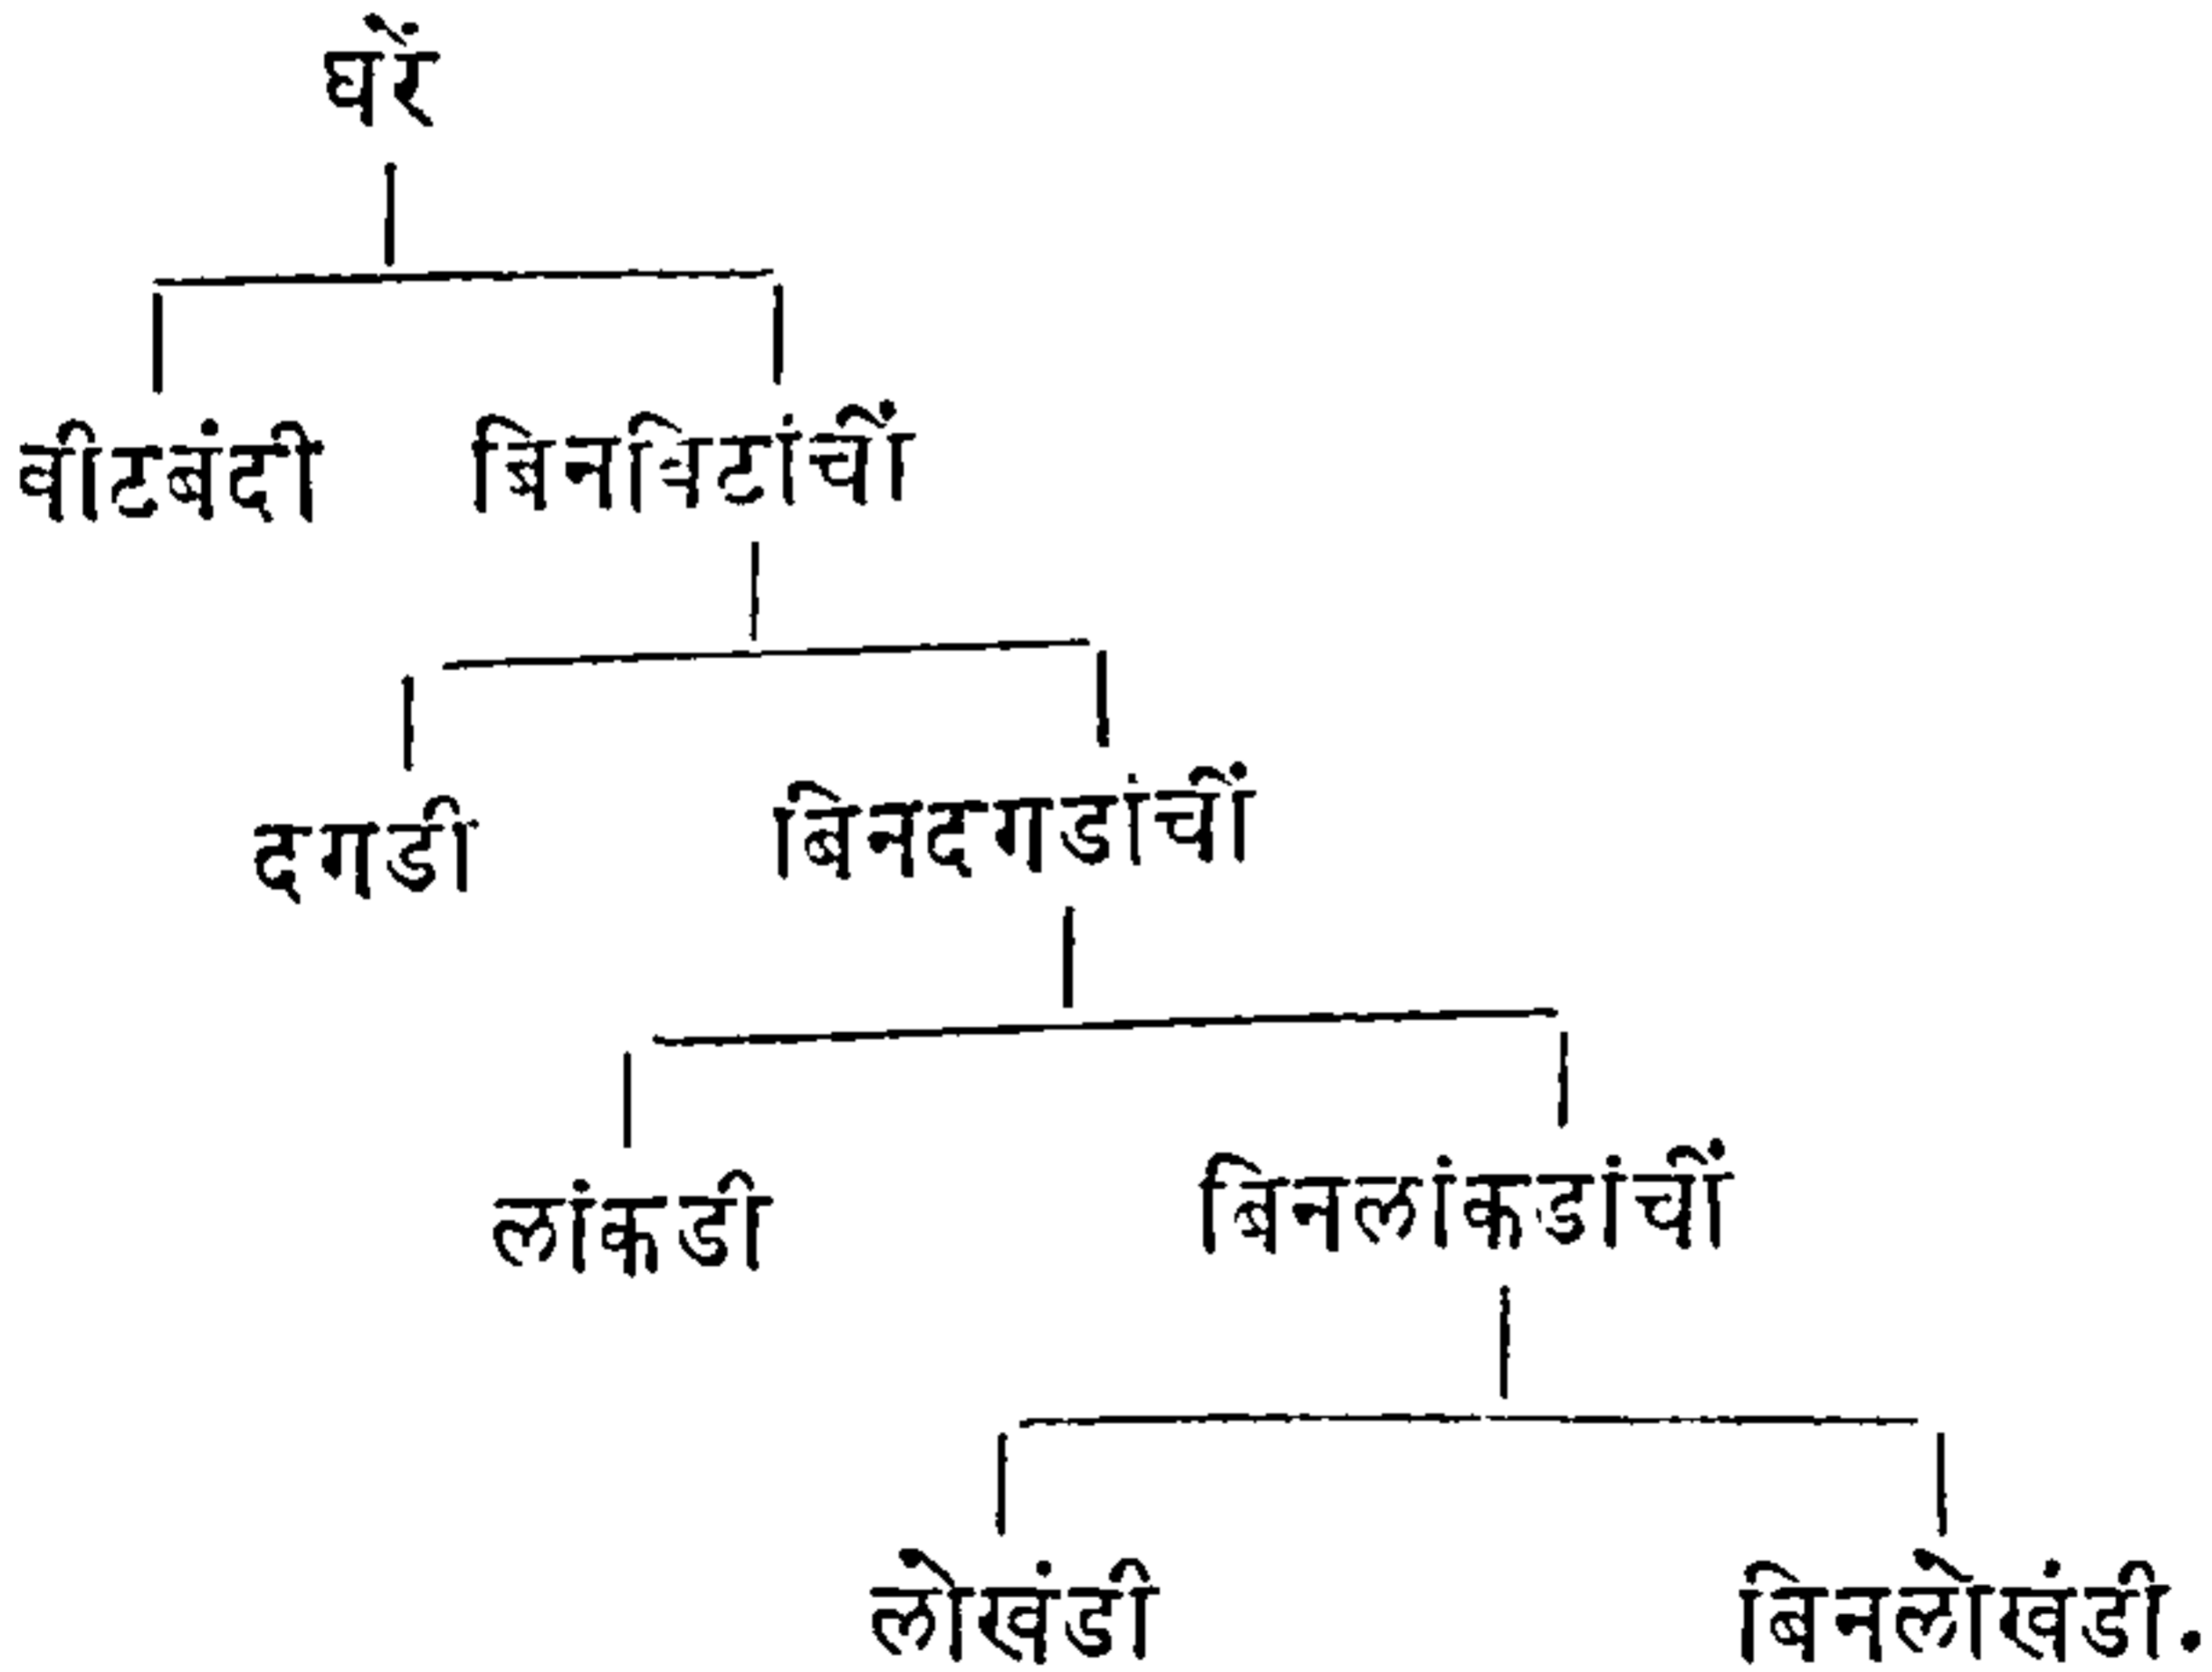 घरें
वीटबंदी बिनविटांचीं
दगडी बिनदगडांचीं
लांकडी बिनलांकडांचीं
लोखंडी बिनलोखंडी.